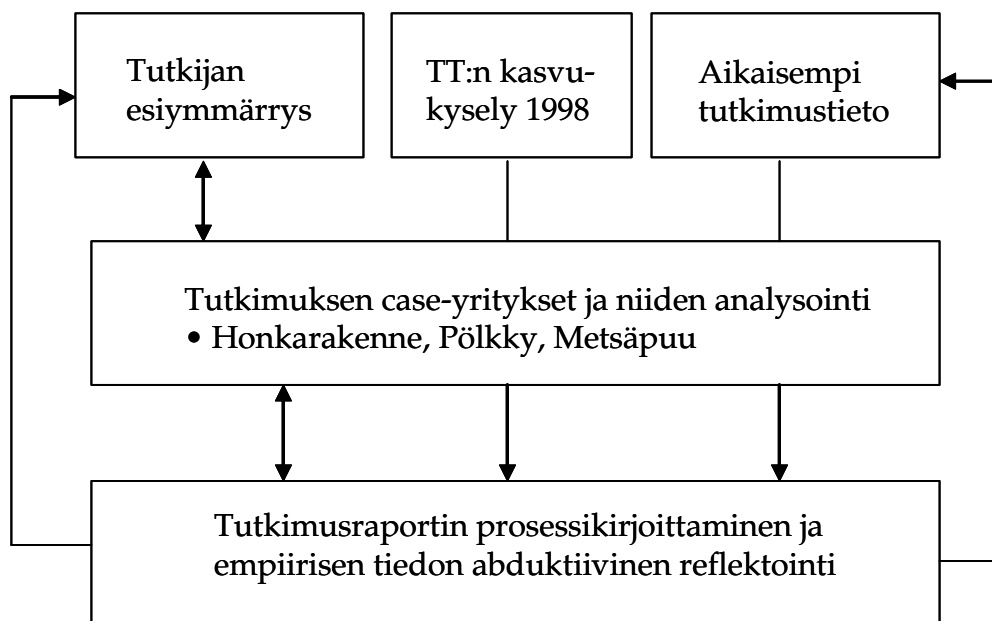 Tutkijan
esiymmärrys
TT:n kasvu-
kysely 1998
Aikaisempi
tutkimustieto
Tutkimuksen case-yritykset ja niiden analysointi
• Honkarakenne, Pölkky, Metsäpuu
Tutkimusraportin prosessikirjoittaminen ja
empiirisen tiedon abduktiivinen reflektointi